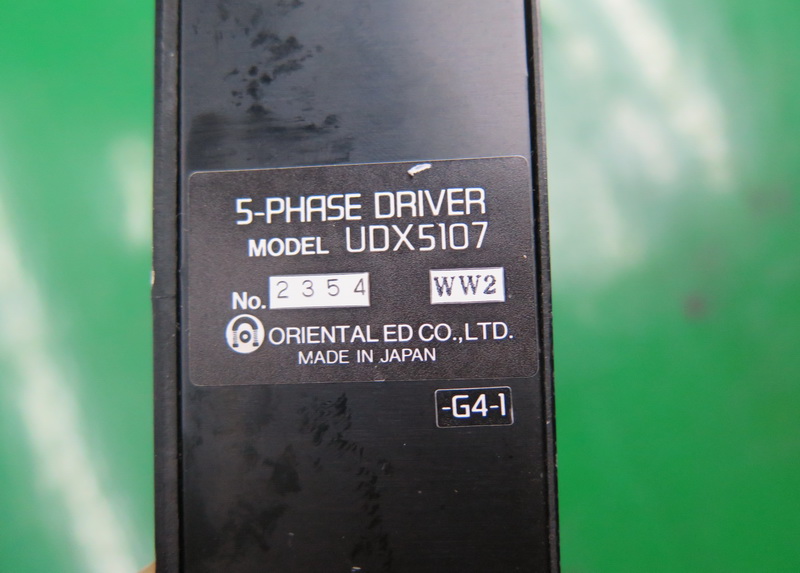 5-PHASE DRIVER
MODEL UDX5107
No. 2354 WW2
ORIENTAL ED CO.,LTD.
MADE IN JAPAN
-G4-1